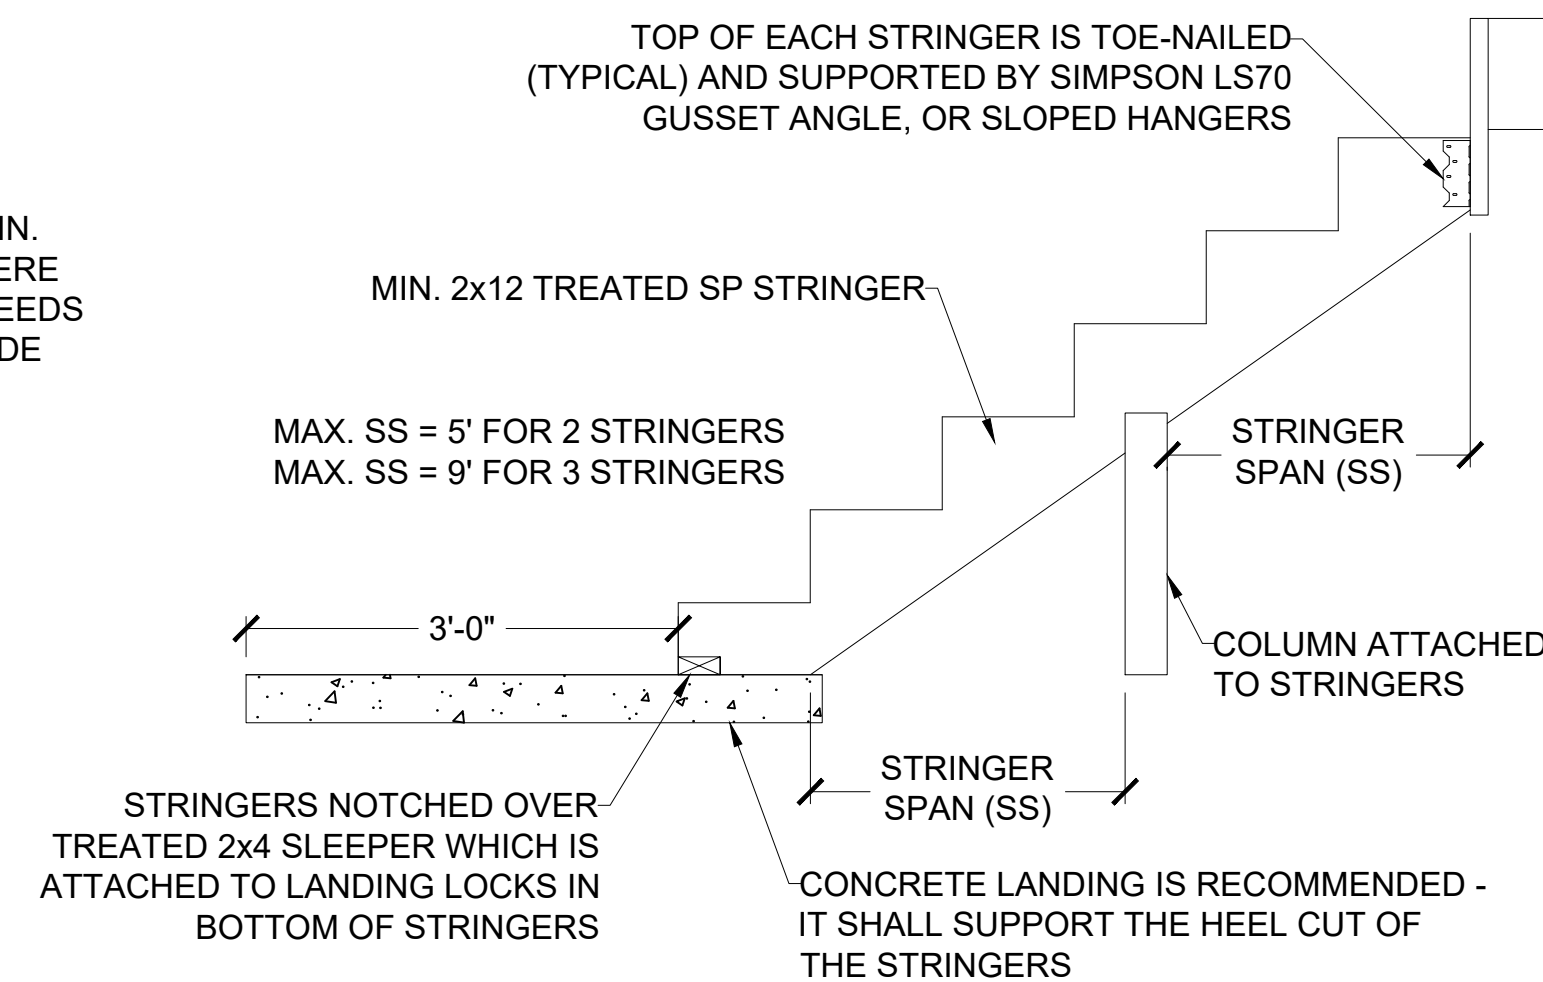 TOP OF EACH STRINGER IS TOE-NAILED
(TYPICAL) AND SUPPORTED BY SIMPSON LS70
GUSSET ANGLE, OR SLOPED HANGERS
IN.
ERE
EEDS
DE
MIN. 2x12 TREATED SP STRINGER
MAX. SS = 5' FOR 2 STRINGERS
MAX. SS = 9' FOR 3 STRINGERS
STRINGER
SPAN (SS)
3'-0"
COLUMN ATTACHED
TO STRINGERS
STRINGER
SPAN (SS)
STRINGERS NOTCHED OVER
TREATED 2x4 SLEEPER WHICH IS
ATTACHED TO LANDING LOCKS IN
BOTTOM OF STRINGERS
CONCRETE LANDING IS RECOMMENDED -
IT SHALL SUPPORT THE HEEL CUT OF
THE STRINGERS